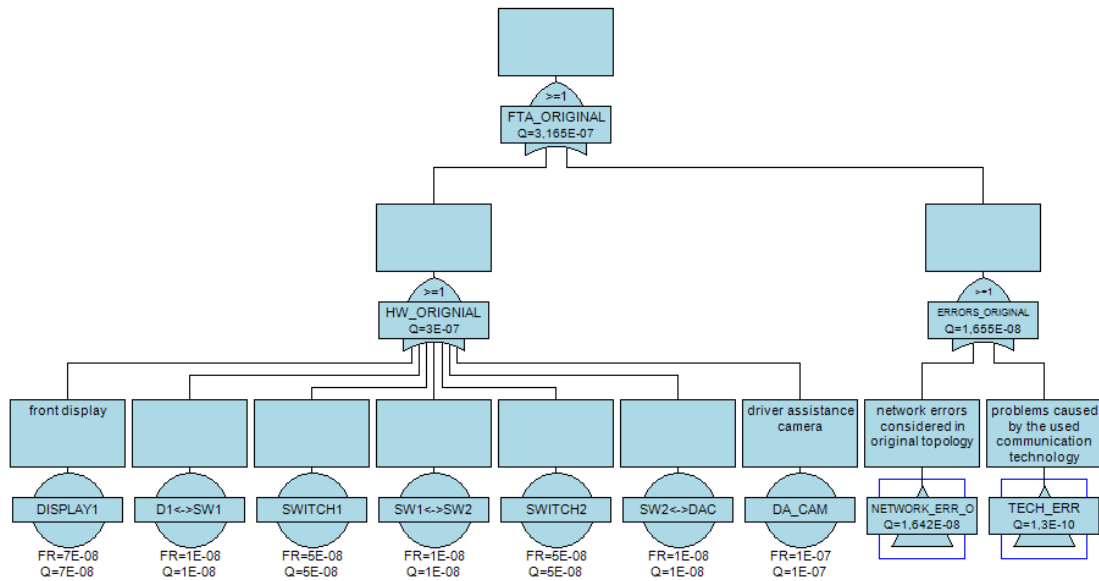 >=1
FTA_ORIGINAL
Q=3,165E-07
>=1
HW_ORIGNIAL
Q=3E-07
>=1
ERRORS_ORIGINAL
Q=1,655E-08
front display
driver assistance
camera
network errors
considered in
original topology
problems caused
by the used
communication
technology
DISPLAY1
FR=7E-08
Q=7E-08
D1<->SW1
FR=1E-08
Q=1E-08
SWITCH1
FR=5E-08
Q=5E-08
SW1<->SW2
FR=1E-08
Q=1E-08
SWITCH2
FR=5E-08
Q=5E-08
SW2<->DAC
FR=1E-08
Q=1E-08
DA_CAM
FR=1E-07
Q=1E-07
NETWORK_ERR_O
Q=1,642E-08
TECH_ERR
Q=1,3E-10